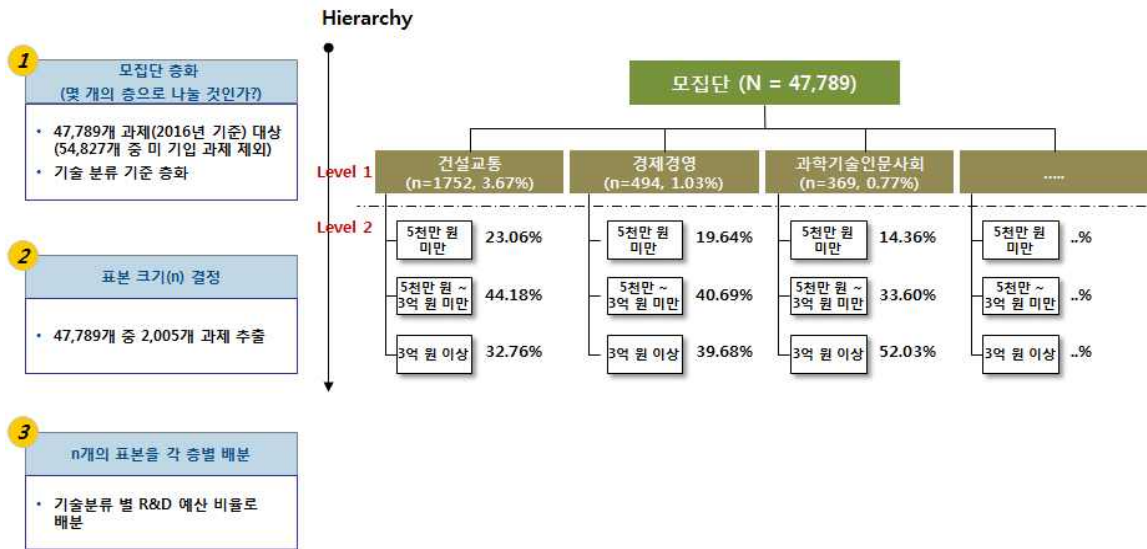 Hierarchy
1
모집단 층화
(몇 개의 층으로 나눌 것인가?)
• 47,789개 과제(2016년 기준) 대상
(54,827개 중 미 기입 과제 제외)
• 기술 분류 기준 층화
2
표본 크기(n) 결정
• 47,789개 중 2,005개 과제 추출
3
n개의 표본을 각 층별 배분
• 기술분류 별 R&D 예산 비율로
배분
모집단 (N = 47,789)
Level 1
건설교통
(n=1752, 3.67%)
경제경영
(n=494, 1.03%)
과학기술인문사회
(n=369, 0.77%)
.....
Level 2
5천만 원
미만
23.06%
5천만 원
미만
19.64%
5천만 원
미만
14.36%
5천만 원
미만
..%
5천만 원 ~
3억 원 미만
44.18%
5천만 ~
3억 원 미만
40.69%
5천만 원 ~
3억 원 미만
33.60%
5천만 ~
3억 원 미만
..%
3억 원 이상
32.76%
3억 원 이상
39.68%
3억 원 이상
52.03%
3억 원 이상
..%